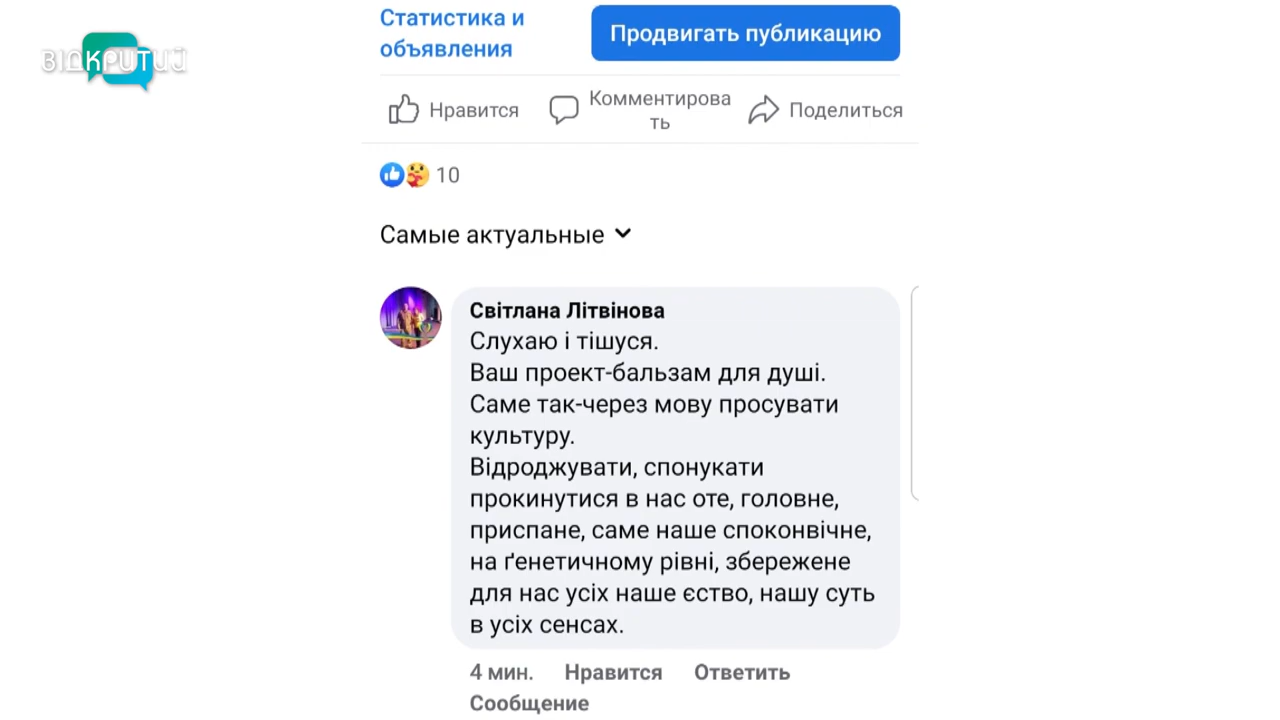 ВІДКРИТИЙ
Статистика и
объявления
Продвигать публикацию
Нравится
Комментирова
ть
Поделиться
10
Самые актуальные
Світлана Літвінова
Слухаю і тішуся.
Ваш проект-бальзам для душі.
Саме так-через мову просувати
культуру.
Відроджувати, спонукати
прокинутися в нас оте, головне,
приспане, саме наше споконвічне,
на ґенетичному рівні, збережене
для нас усіх наше єство, нашу суть
в усіх сенсах.
4 мин. Нравится Ответить
Сообщение